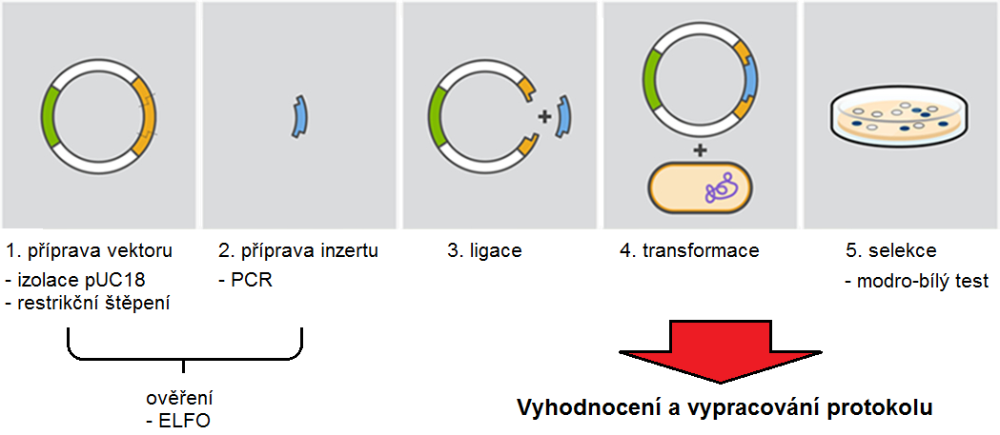 1. příprava vektoru
- izolace pUC18
- restrikční štěpení
2. příprava inzertu
- PCR
3. ligace
4. transformace
5. selekce
- modro-bílý test
ověření
- ELFO
Vyhodnocení a vypracování protokolu